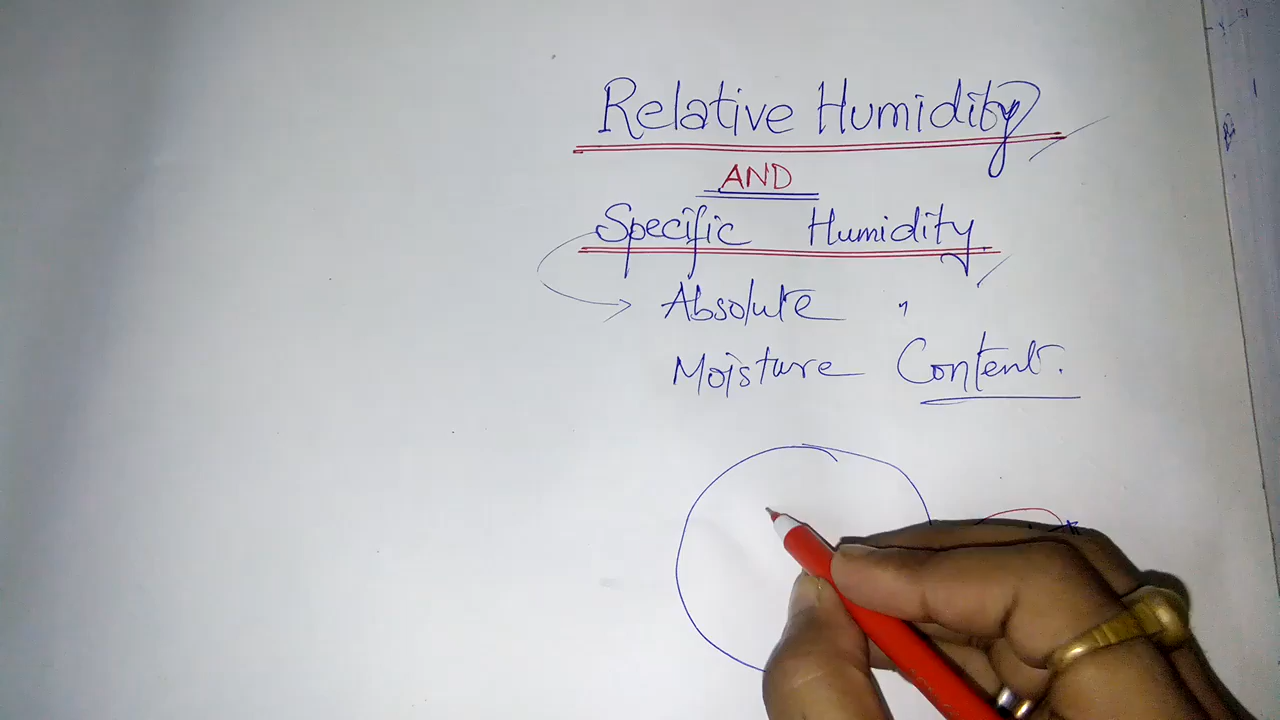 Relative Humidity
AND
Specific Humidity
Absolute "
Moisture Content.